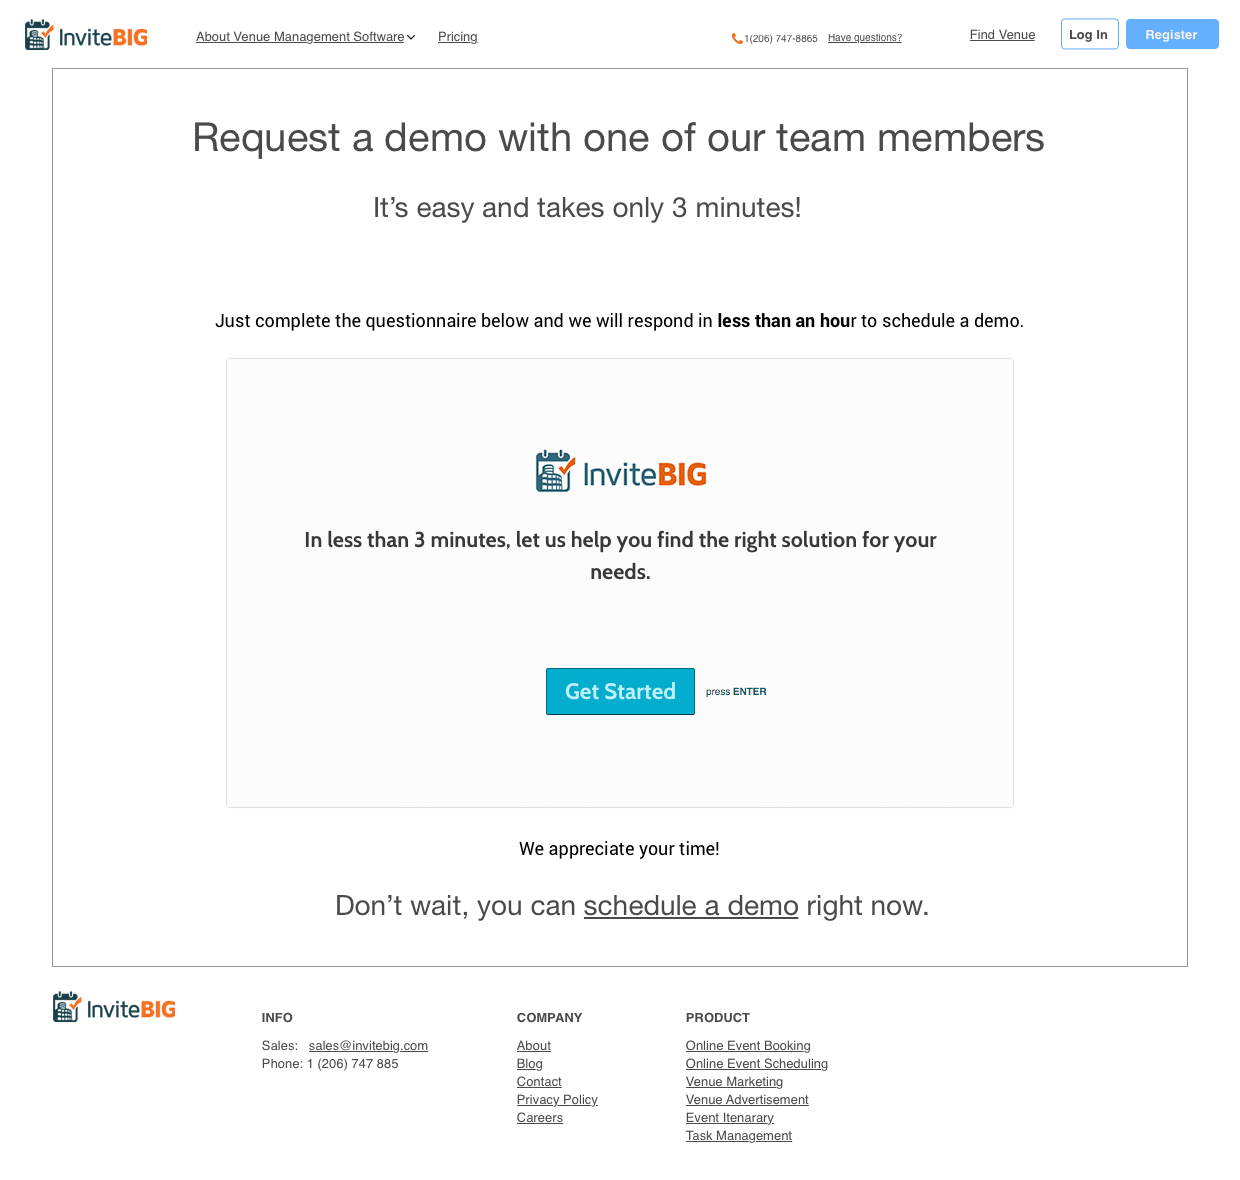 InviteBIG
About Venue Management Software
Pricing
1(206) 747-8865
Have questions?
Find Venue
Log In
Register
Request a demo with one of our team members
It’s easy and takes only 3 minutes!
Just complete the questionnaire below and we will respond in less than an hour to schedule a demo.
InviteBIG
In less than 3 minutes, let us help you find the right solution for your
needs.
Get Started
press ENTER
We appreciate your time!
Don’t wait, you can schedule a demo right now.
InviteBIG
INFO
Sales: sales@invitebig.com
Phone: 1 (206) 747 885
COMPANY
About
Blog
Contact
Privacy Policy
Careers
PRODUCT
Online Event Booking
Online Event Scheduling
Venue Marketing
Venue Advertisement
Event Itenarary
Task Management